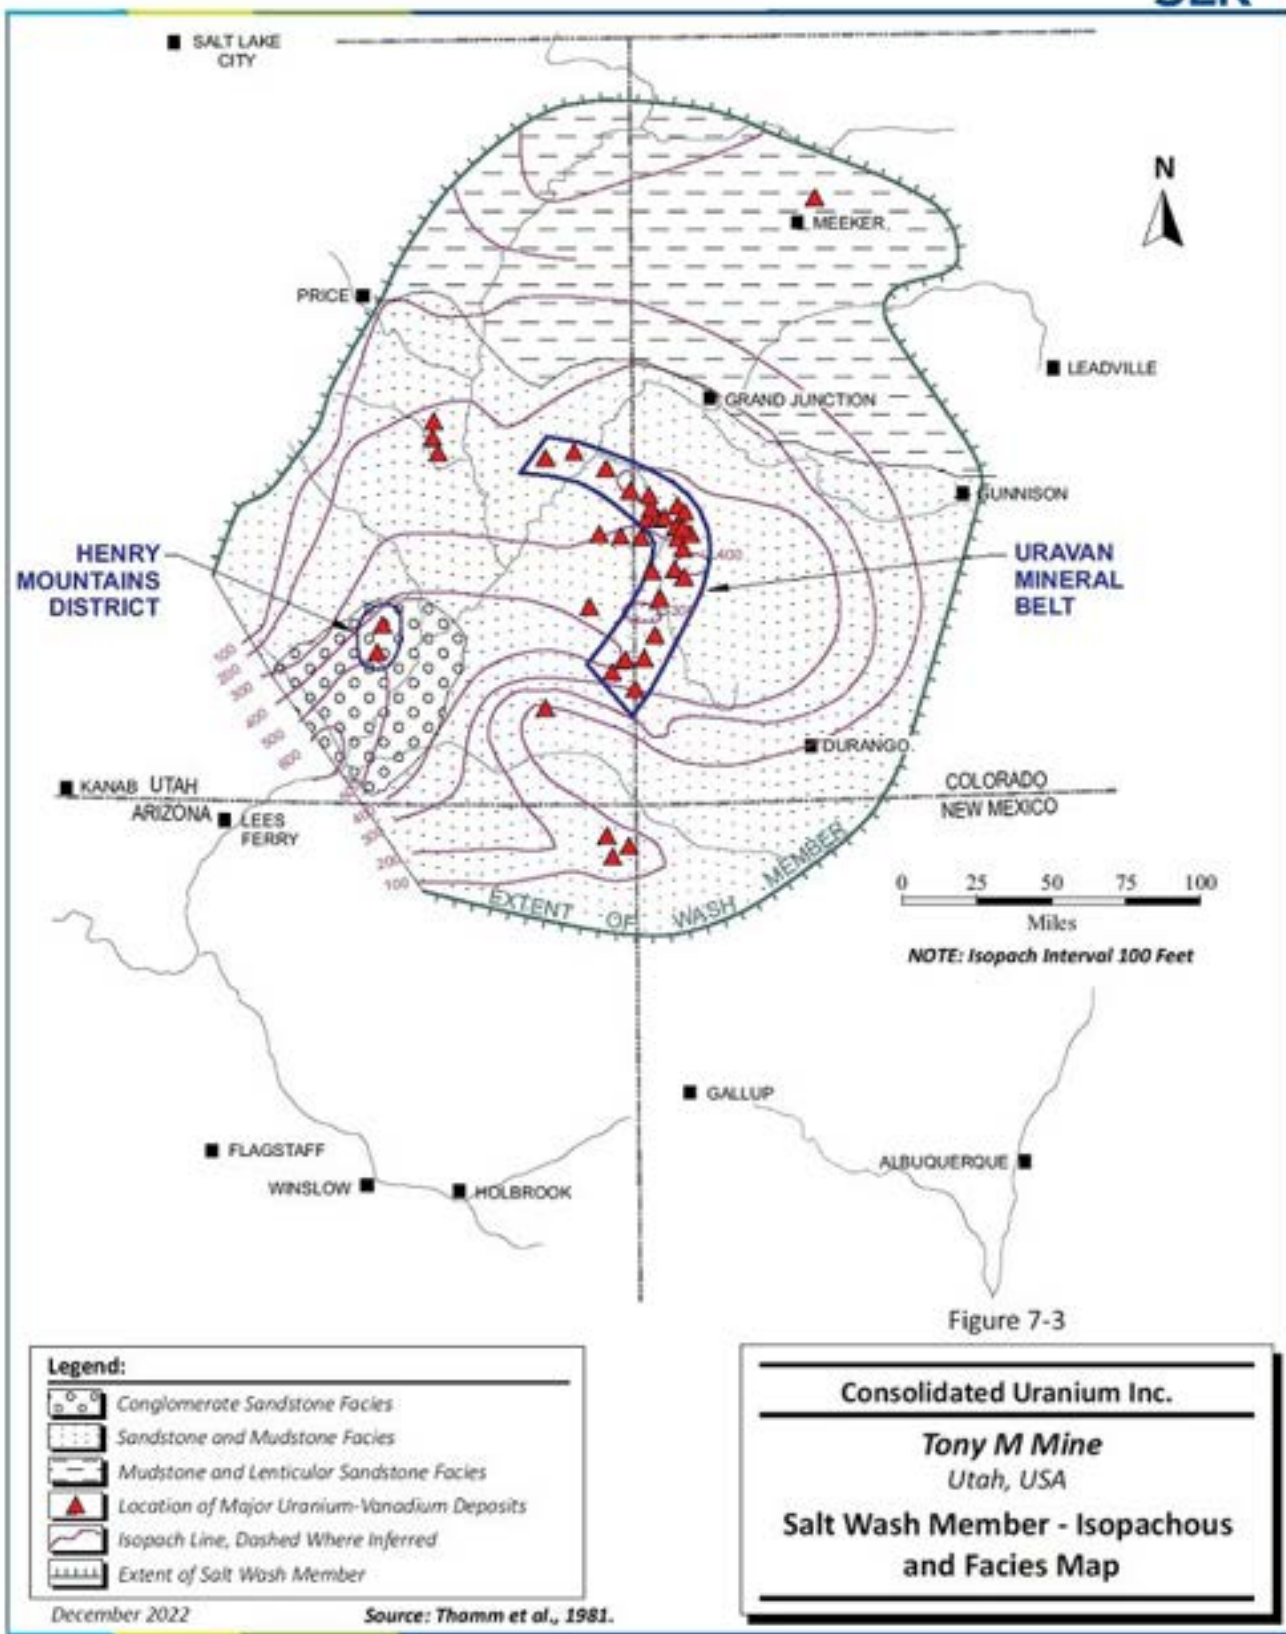 SALT LAKE
CITY
N
MEEKER
PRICE
LEADVILLE
GRAND JUNCTION
GUNNISON
HENRY
MOUNTAINS
DISTRICT
URAVAN
MINERAL
BELT
400
100
200
300
400
500
600
DURANGO
KANAB
UTAH
ARIZONA
COLORADO
NEW MEXICO
LEES
FERRY
400
300
200
100
EXTENT OF WASH MEMBER
0 25 50 75 100
Miles
NOTE: Isopach Interval 100 Feet
GALLUP
FLAGSTAFF
ALBUQUERQUE
WINSLOW
HOLBROOK
Figure 7-3
Legend:
Conglomerate Sandstone Facies
Sandstone and Mudstone Facies
Mudstone and Lenticular Sandstone Facies
Location of Major Uranium-Vanadium Deposits
Isopach Line, Dashed Where Inferred
Extent of Salt Wash Member
December 2022
Source: Thamm et al., 1981.
Consolidated Uranium Inc.
Tony M Mine
Utah, USA
Salt Wash Member - Isopachous
and Facies Map